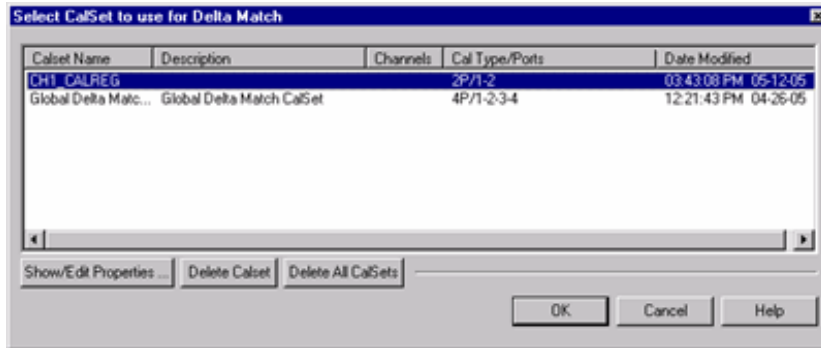 Select CalSet to use for Delta Match
Calset Name Description Channels Cal Type/Ports Date Modified
CH1_CALREG 2P/1-2 03:43:08 PM 05-12-05
Global Delta Matc... Global Delta Match CalSet 4P/1-2-3-4 12:21:43 PM 04-26-05
Show/Edit Properties ... Delete Calset Delete All CalSets
OK Cancel Help